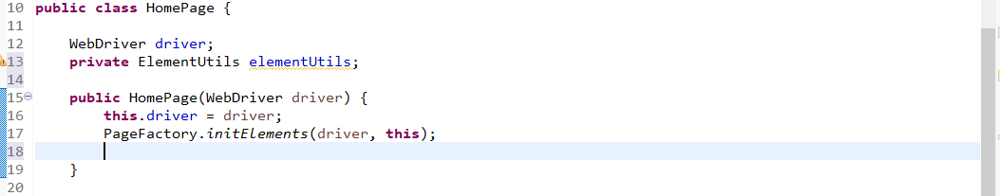 10 public class HomePage {
11
12     WebDriver driver;
13     private ElementUtils elementUtils;
14
15     public HomePage(WebDriver driver) {
16         this.driver = driver;
17         PageFactory.initElements(driver, this);
18
19     }
20